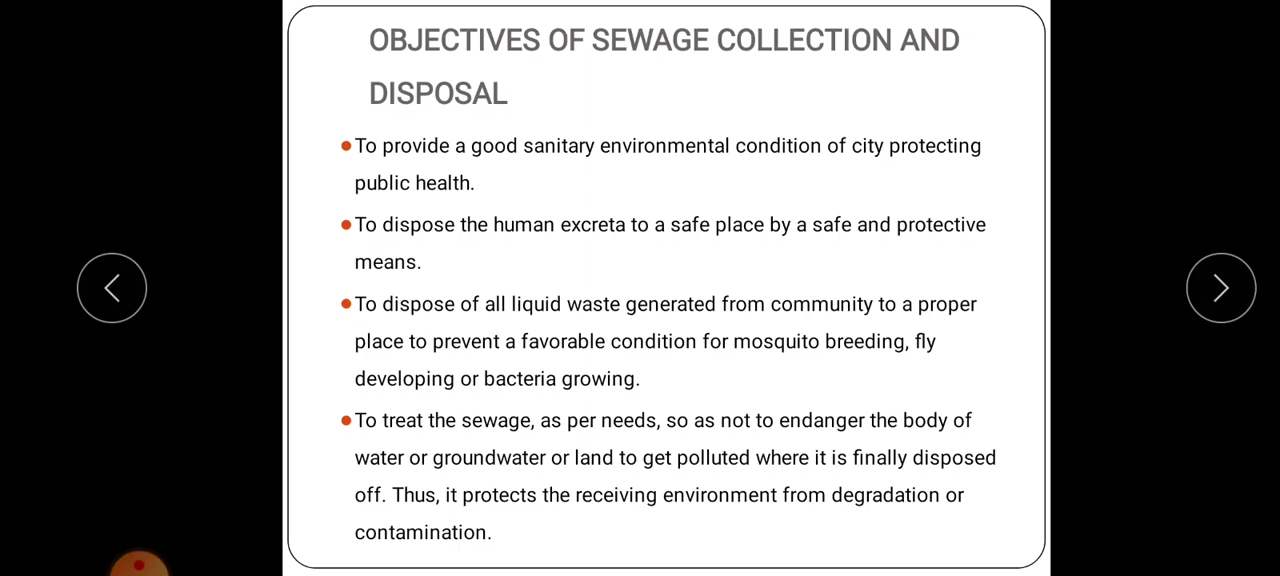 OBJECTIVES OF SEWAGE COLLECTION AND
DISPOSAL
•To provide a good sanitary environmental condition of city protecting
public health.
•To dispose the human excreta to a safe place by a safe and protective
means.
•To dispose of all liquid waste generated from community to a proper
place to prevent a favorable condition for mosquito breeding, fly
developing or bacteria growing.
•To treat the sewage, as per needs, so as not to endanger the body of
water or groundwater or land to get polluted where it is finally disposed
off. Thus, it protects the receiving environment from degradation or
contamination.